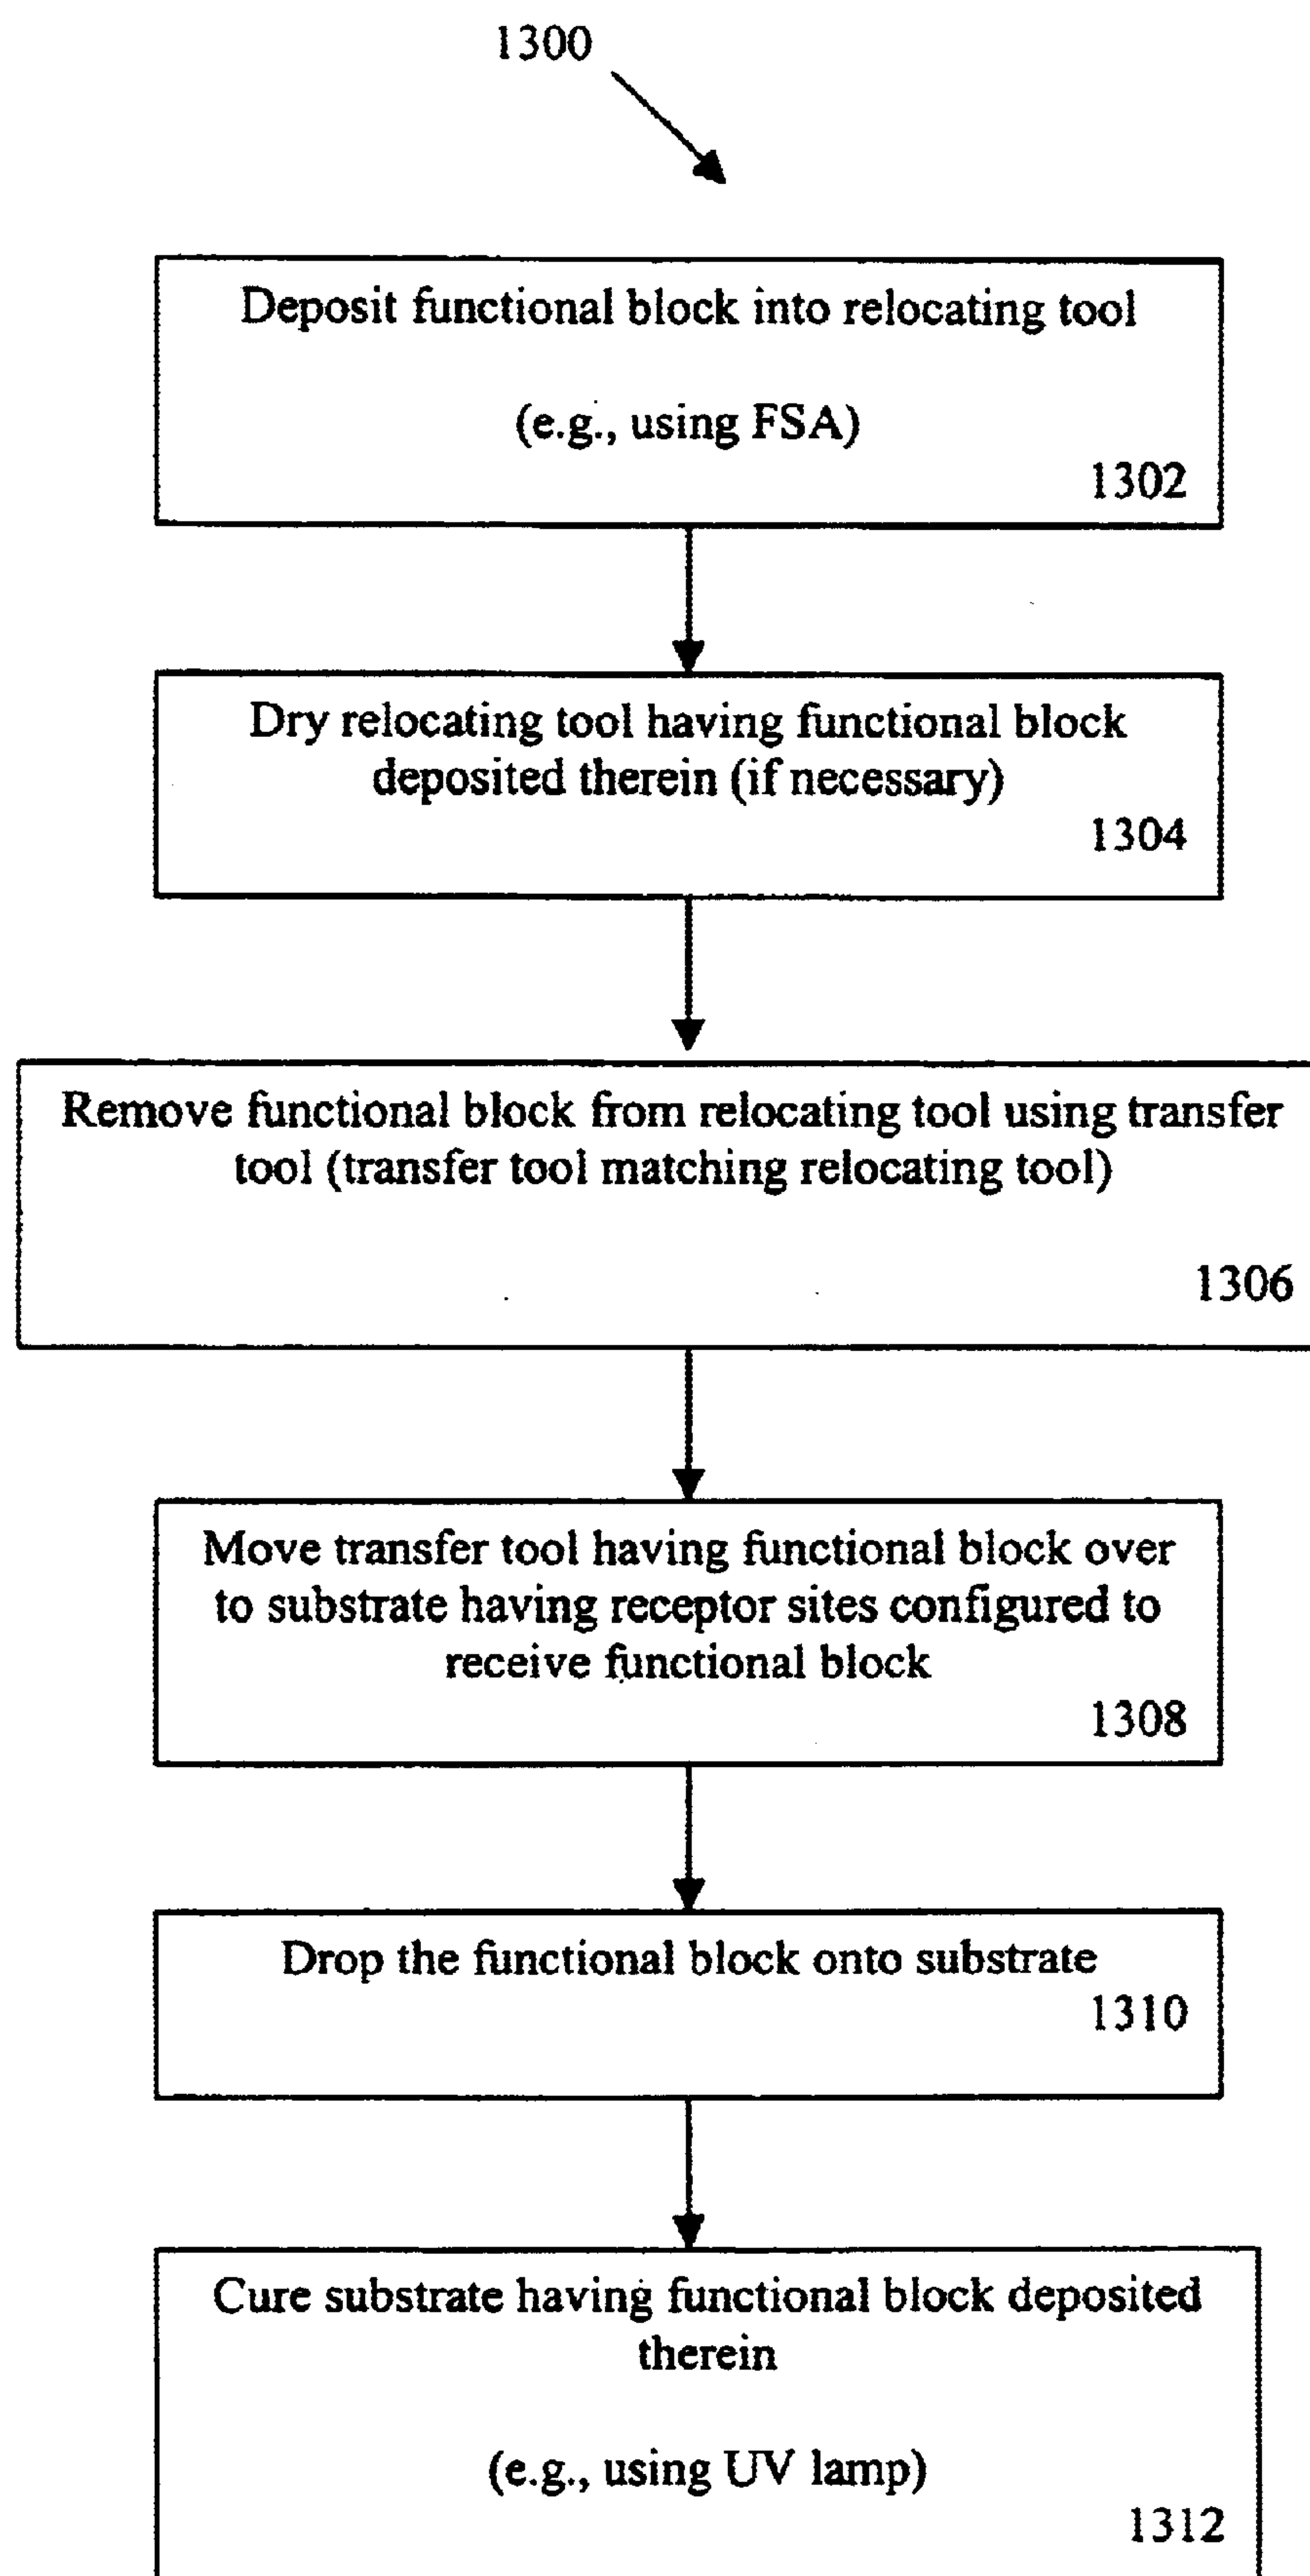 1300
Deposit functional block into relocating tool
(e.g., using FSA)
1302
Dry relocating tool having functional block
deposited therein (if necessary)
1304
Remove functional block from relocating tool using transfer
tool (transfer tool matching relocating tool)
1306
Move transfer tool having functional block over
to substrate having receptor sites configured to
receive functional block
1308
Drop the functional block onto substrate
1310
Cure substrate having functional block deposited
therein
(e.g., using UV lamp)
1312